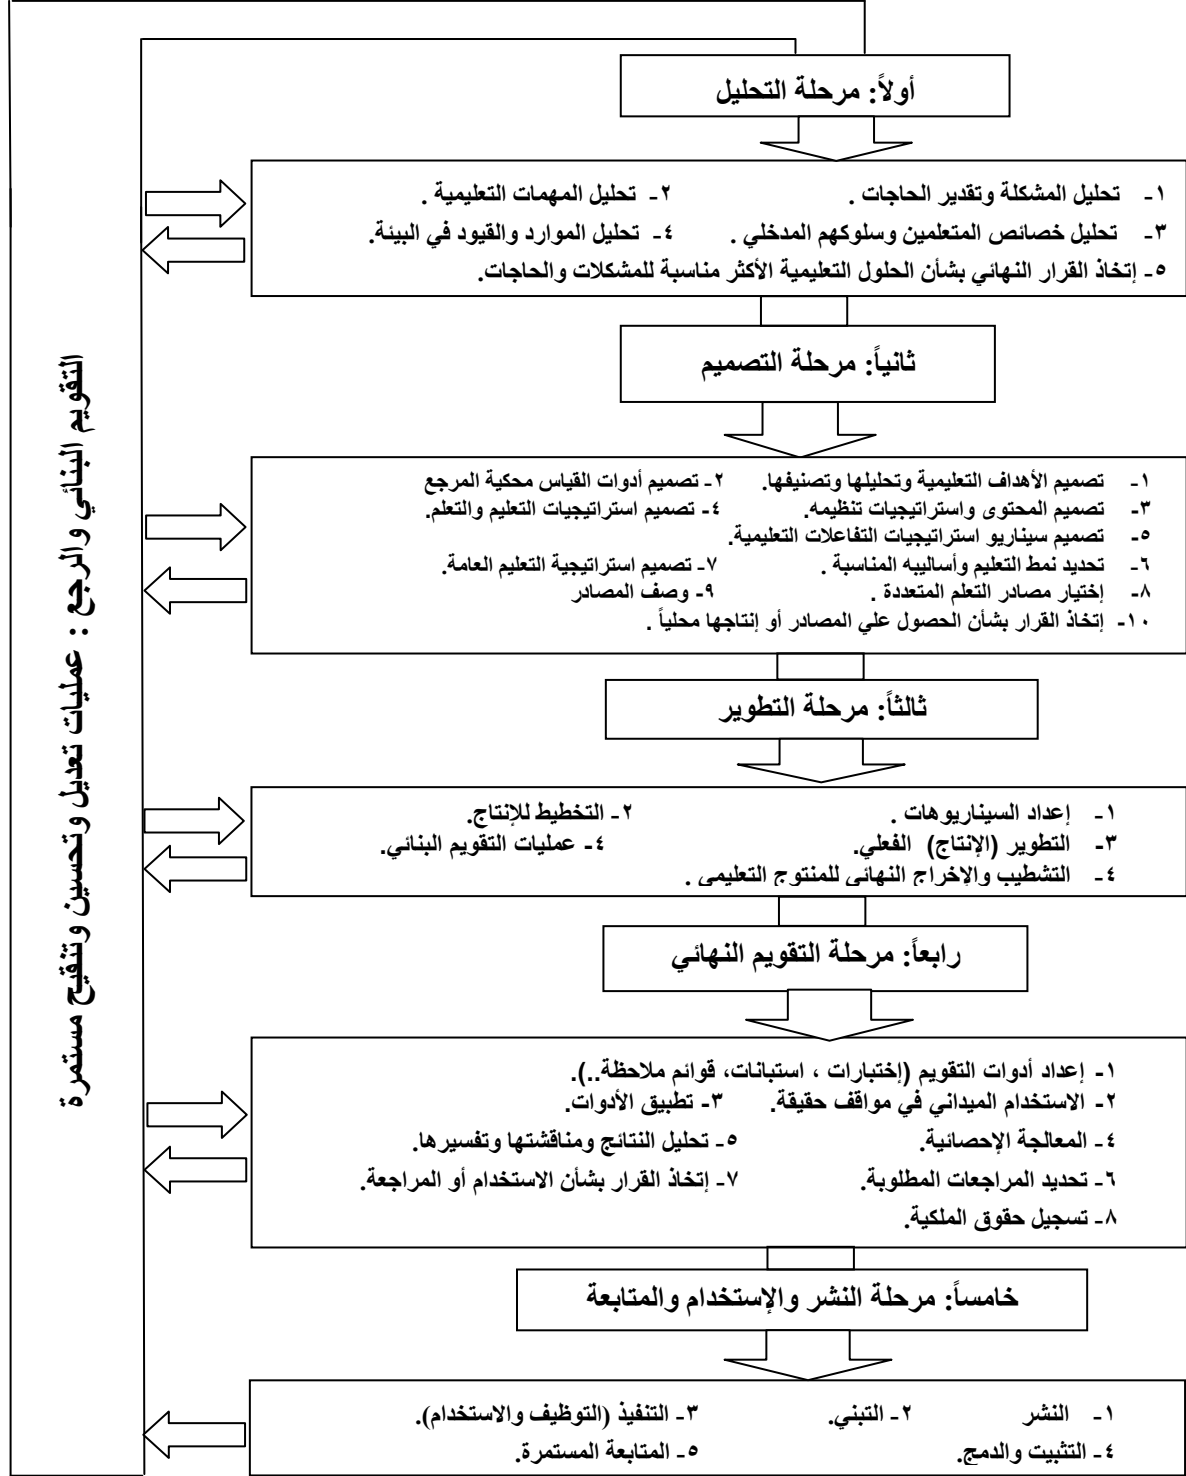 أولاً: مرحلة التحليل
١- تحليل المشكلة وتقدير الحاجات . ٢- تحليل المهمات التعليمية .
٣- تحليل خصائص المتعلمين وسلوكهم المدخلي . ٤- تحليل الموارد والقيود في البيئة.
٥- إتخاذ القرار النهائي بشأن الحلول التعليمية الأكثر مناسبة للمشكلات والحاجات.
ثانياً: مرحلة التصميم
١- تصميم الأهداف التعليمية وتحليلها وتصنيفها. ٢- تصميم أدوات القياس محكية المرجع
٣- تصميم المحتوى واستراتيجيات تنظيمه. ٤- تصميم استراتيجيات التعليم والتعلم.
٥- تصميم سيناريو استراتيجيات التفاعلات التعليمية.
٦- تحديد نمط التعليم وأساليبه المناسبة . ٧- تصميم استراتيجية التعليم العامة.
٨- إختيار مصادر التعلم المتعددة . ٩- وصف المصادر
١٠- إتخاذ القرار بشأن الحصول علي المصادر أو إنتاجها محلياً .
ثالثاً: مرحلة التطوير
١- إعداد السيناريوهات . ٢- التخطيط للإنتاج.
٣- التطوير (الإنتاج) الفعلي. ٤- عمليات التقويم البنائي.
٤- التشطيب والإخراج النهائي للمنتوج التعليمي .
رابعاً: مرحلة التقويم النهائي
١- إعداد أدوات التقويم (إختبارات ، استبانات، قوائم ملاحظة..).
٢- الاستخدام الميداني في مواقف حقيقة. ٣- تطبيق الأدوات.
٤- المعالجة الإحصائية. ٥- تحليل النتائج ومناقشتها وتفسيرها.
٦- تحديد المراجعات المطلوبة. ٧- إتخاذ القرار بشأن الاستخدام أو المراجعة.
٨- تسجيل حقوق الملكية.
خامساً: مرحلة النشر والإستخدام والمتابعة
١- النشر ٢- التبني. ٣- التنفيذ (التوظيف والاستخدام).
٤- التثبيت والدمج. ٥- المتابعة المستمرة.
التقويم البنائي والرجع : عمليات تعديل وتحسين وتنقيح مستمرة